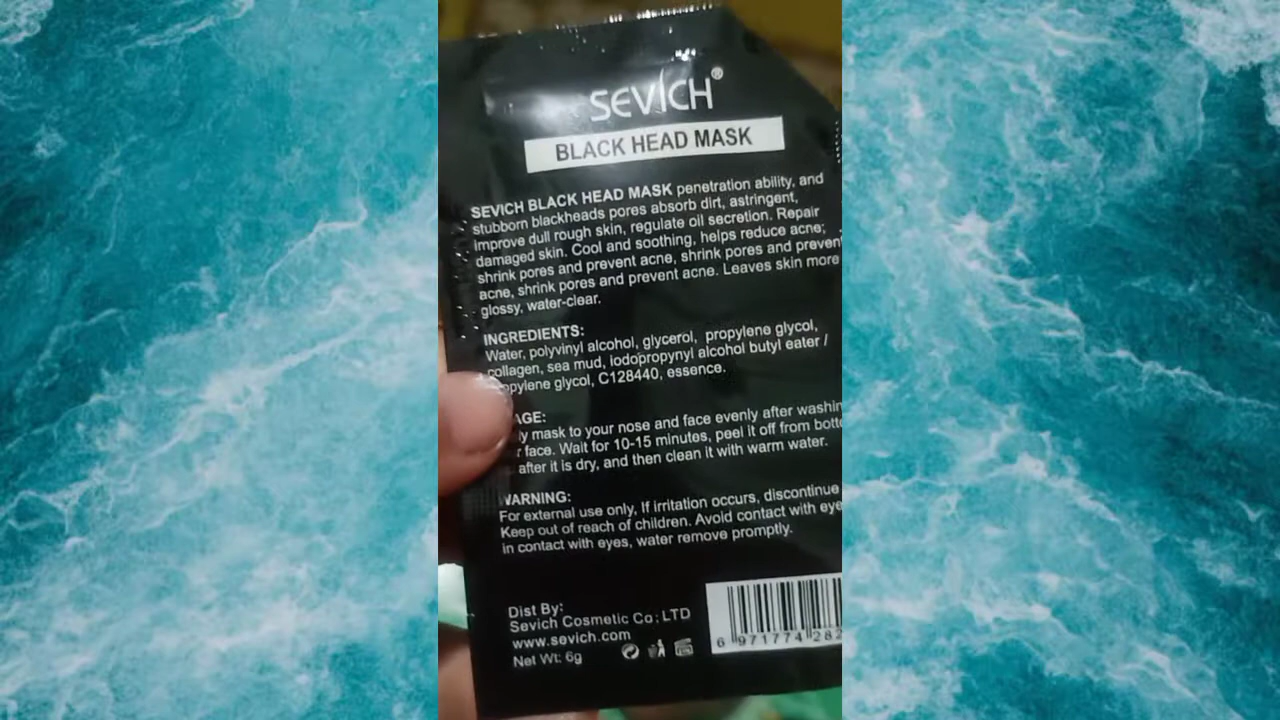 SEVICH®
BLACK HEAD MASK
SEVICH BLACK HEAD MASK penetration ability, and
stubborn blackheads pores absorb dirt, astringent,
improve dull rough skin, regulate oil secretion. Repair
damaged skin. Cool and soothing, helps reduce acne;
shrink pores and prevent acne, shrink pores and prevent
acne, shrink pores and prevent acne. Leaves skin more
glossy, water-clear.
INGREDIENTS:
Water, polyvinyl alcohol, glycerol, propylene glycol,
collagen, sea mud, iodopropynyl alcohol butyl eater /
opylene glycol, C128440, essence.
AGE:
ly mask to your nose and face evenly after washin
r face. Wait for 10-15 minutes, peel it off from botto
after it is dry, and then clean it with warm water.
WARNING:
For external use only, If irritation occurs, discontinue
Keep out of reach of children. Avoid contact with eye
in contact with eyes, water remove promptly.
Dist By:
Sevich Cosmetic Co; LTD
www.sevich.com
Net Wt: 6g
6 971774 282